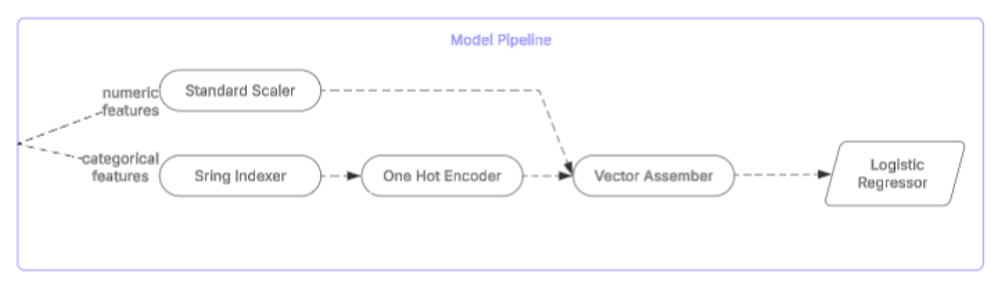 Model Pipeline
numeric
features
Standard Scaler
categorical
features
Sring Indexer
One Hot Encoder
Vector Assember
Logistic
Regressor